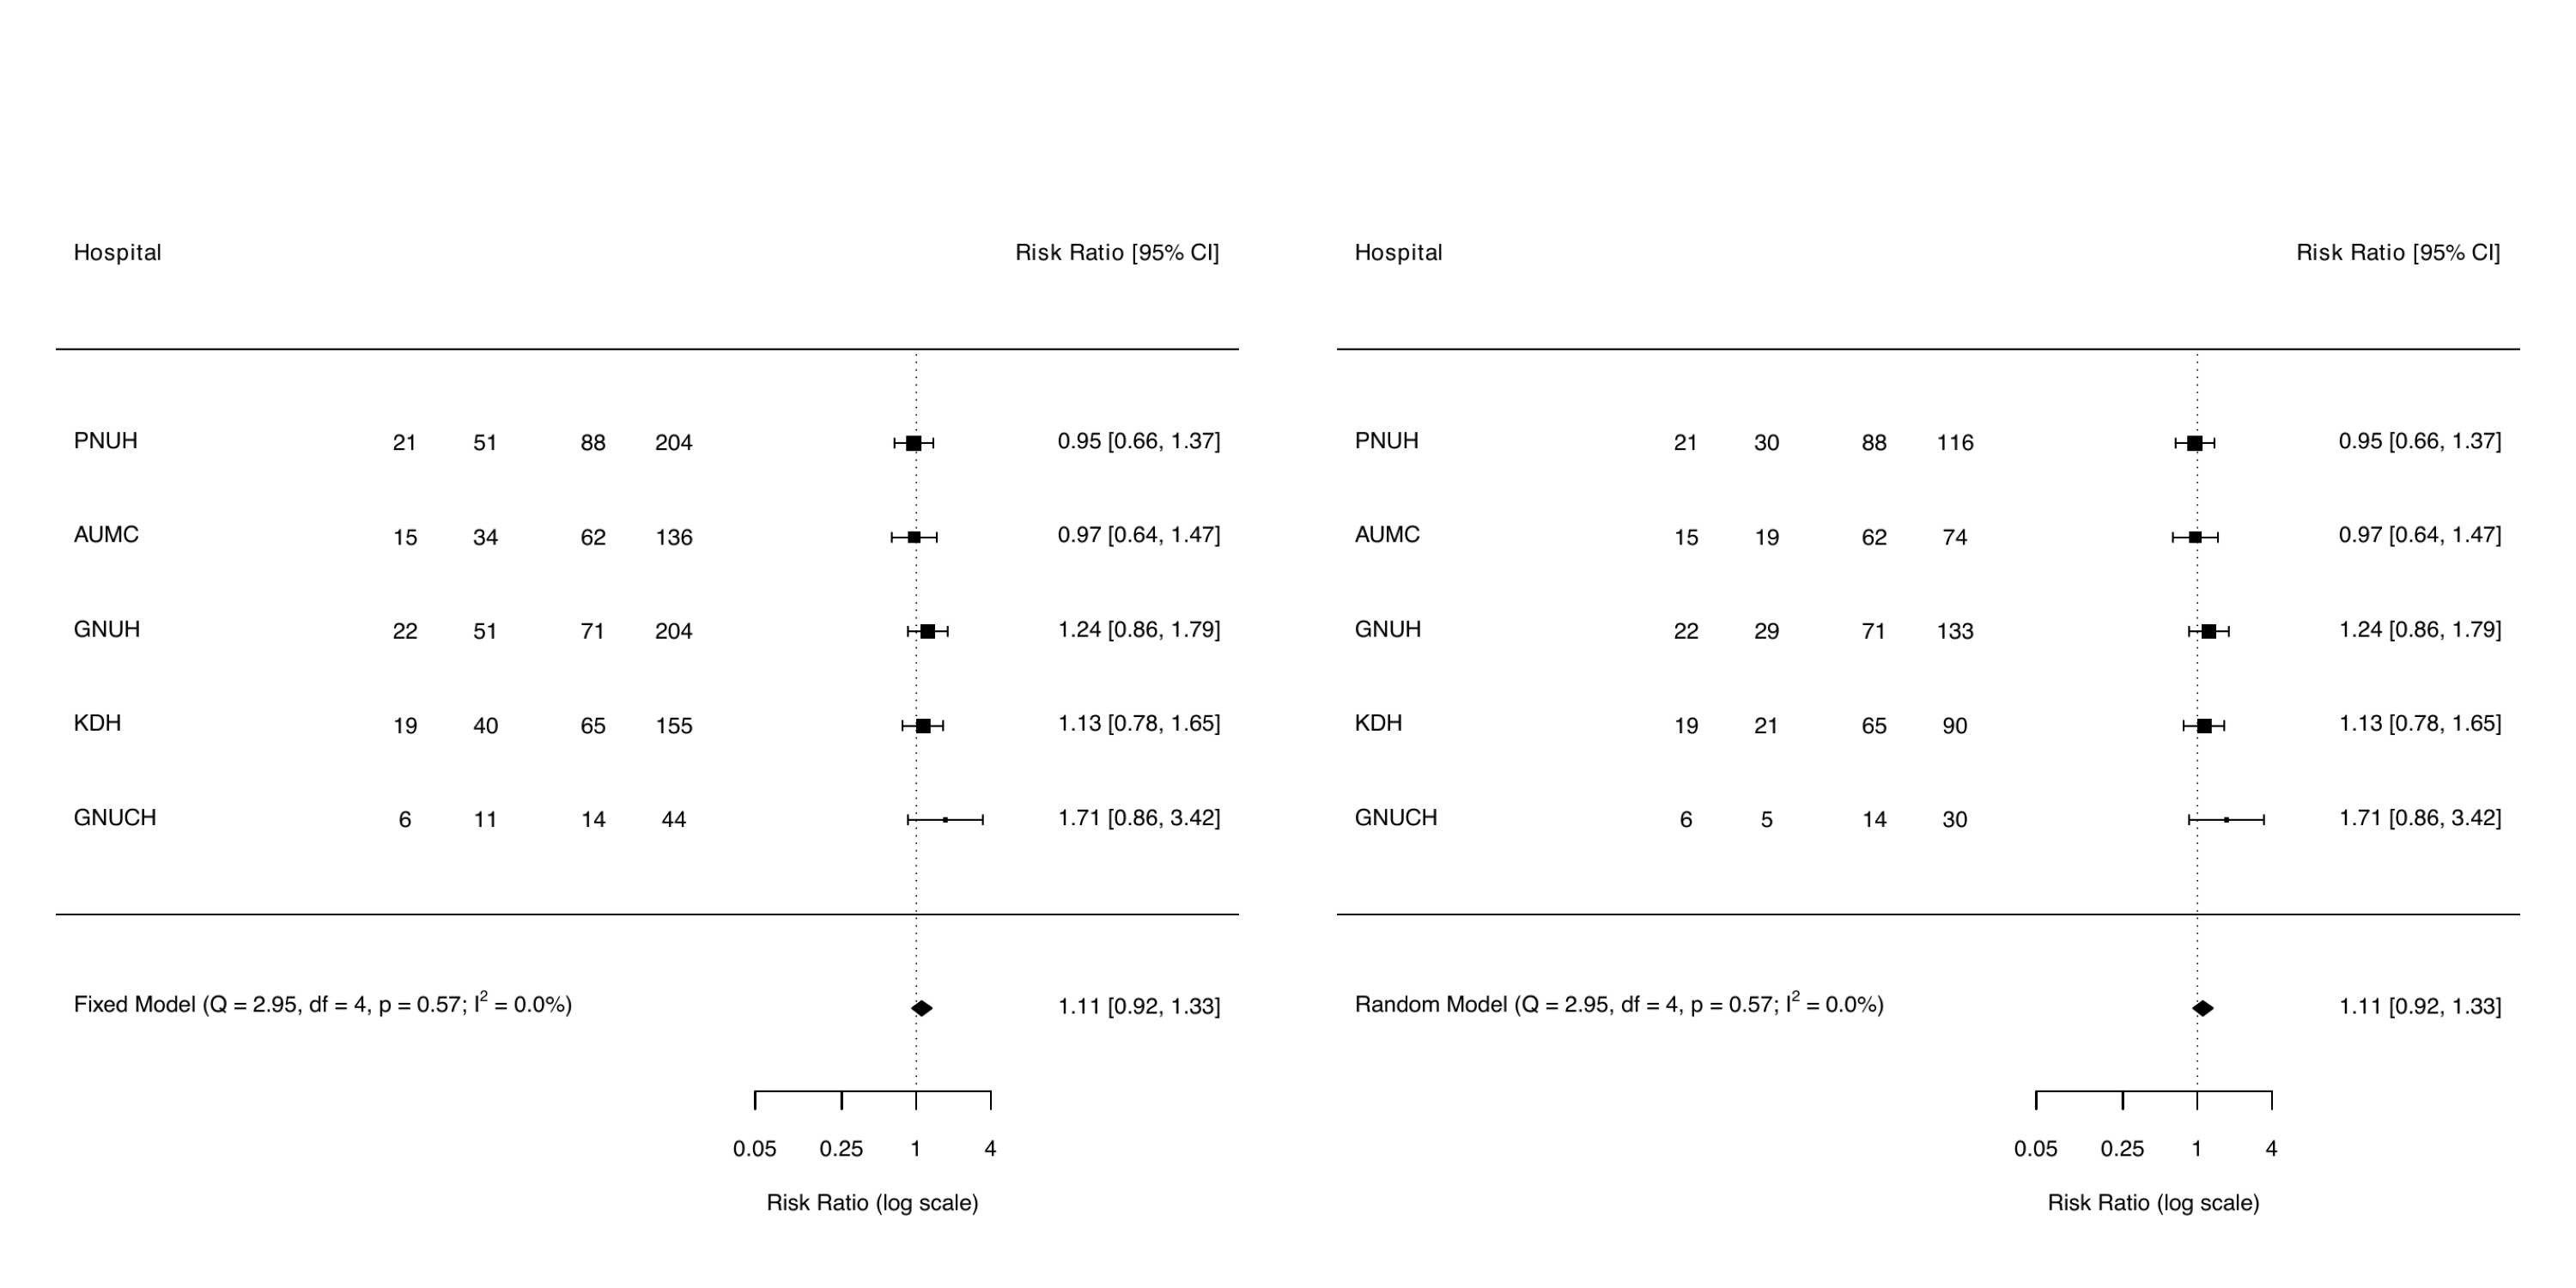 Hospital Risk Ratio [95% CI]
PNUH 21 51 88 204 0.95 [0.66, 1.37]
AUMC 15 34 62 136 0.97 [0.64, 1.47]
GNUH 22 51 71 204 1.24 [0.86, 1.79]
KDH 19 40 65 155 1.13 [0.78, 1.65]
GNUCH 6 11 14 44 1.71 [0.86, 3.42]
Fixed Model (Q = 2.95, df = 4, p = 0.57; I² = 0.0%) 1.11 [0.92, 1.33]
0.05 0.25 1 4
Risk Ratio (log scale)
Hospital Risk Ratio [95% CI]
PNUH 21 30 88 116 0.95 [0.66, 1.37]
AUMC 15 19 62 74 0.97 [0.64, 1.47]
GNUH 22 29 71 133 1.24 [0.86, 1.79]
KDH 19 21 65 90 1.13 [0.78, 1.65]
GNUCH 6 5 14 30 1.71 [0.86, 3.42]
Random Model (Q = 2.95, df = 4, p = 0.57; I² = 0.0%) 1.11 [0.92, 1.33]
0.05 0.25 1 4
Risk Ratio (log scale)